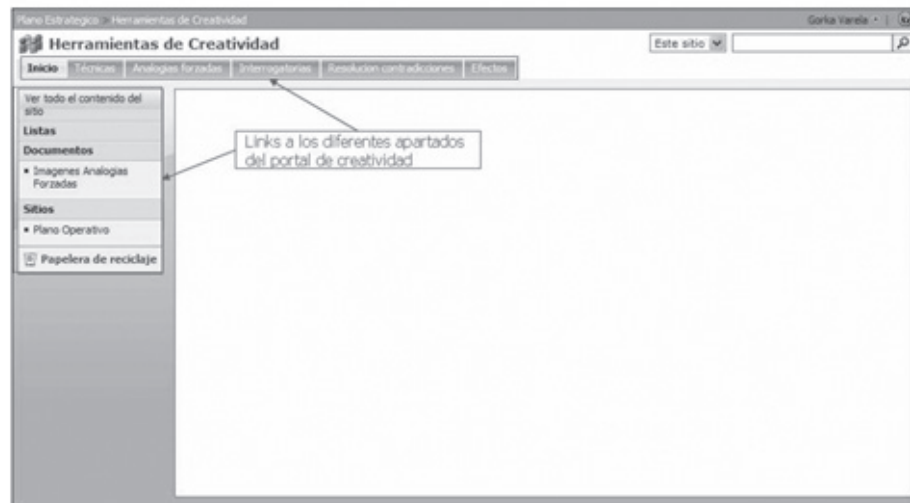 Plano Estrategico > Herramientas de Creatividad
Gorka Varela
Herramientas de Creatividad
Este sitio
Inicio Técnicas Analogias forzadas Interrogatorias Resolucion contradicciones Efectos
Ver todo el contenido del
sitio
Listas
Documentos
Imagenes Analogias
Forzadas
Sitios
Plano Operativo
Papelera de reciclaje
Links a los diferentes apartados
del portal de creatividad